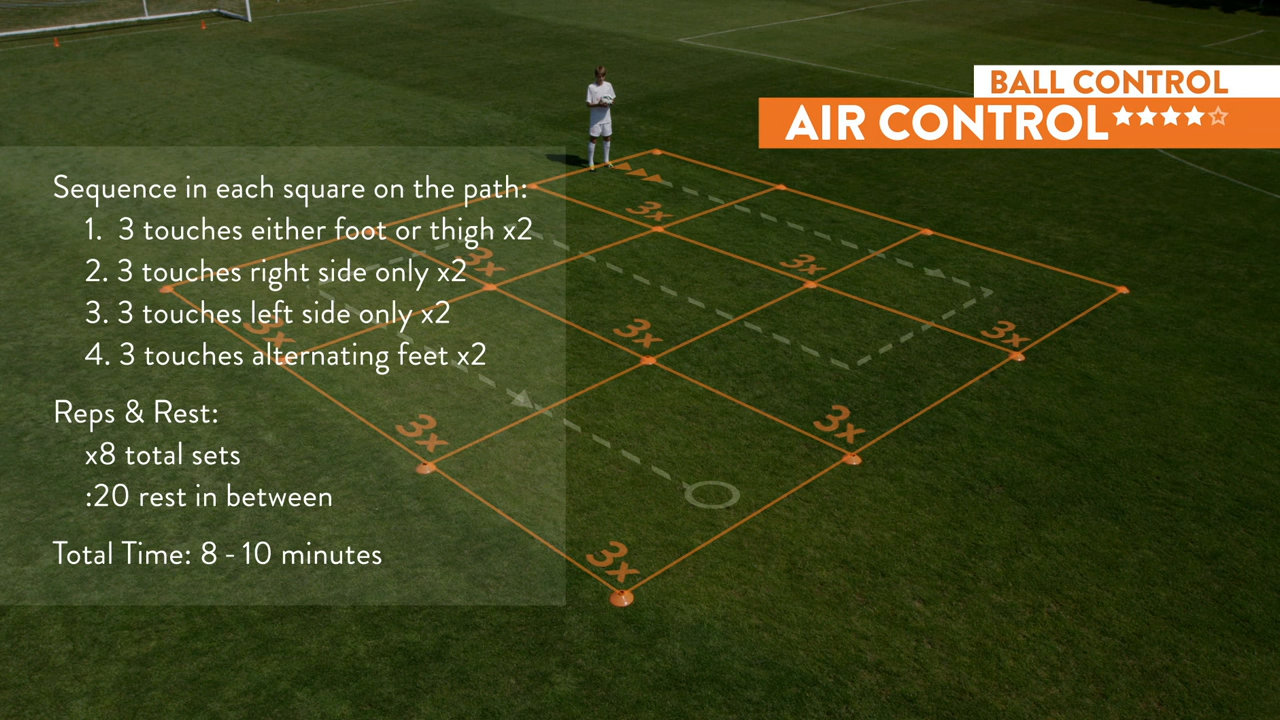 BALL CONTROL
AIR CONTROL
Sequence in each square on the path:
1. 3 touches either foot or thigh x2
2. 3 touches right side only x2
3. 3 touches left side only x2
4. 3 touches alternating feet x2
Reps & Rest:
x8 total sets
:20 rest in between
Total Time: 8 - 10 minutes
3x
3x
3x
3x
3x
3x
3x
3x
3x